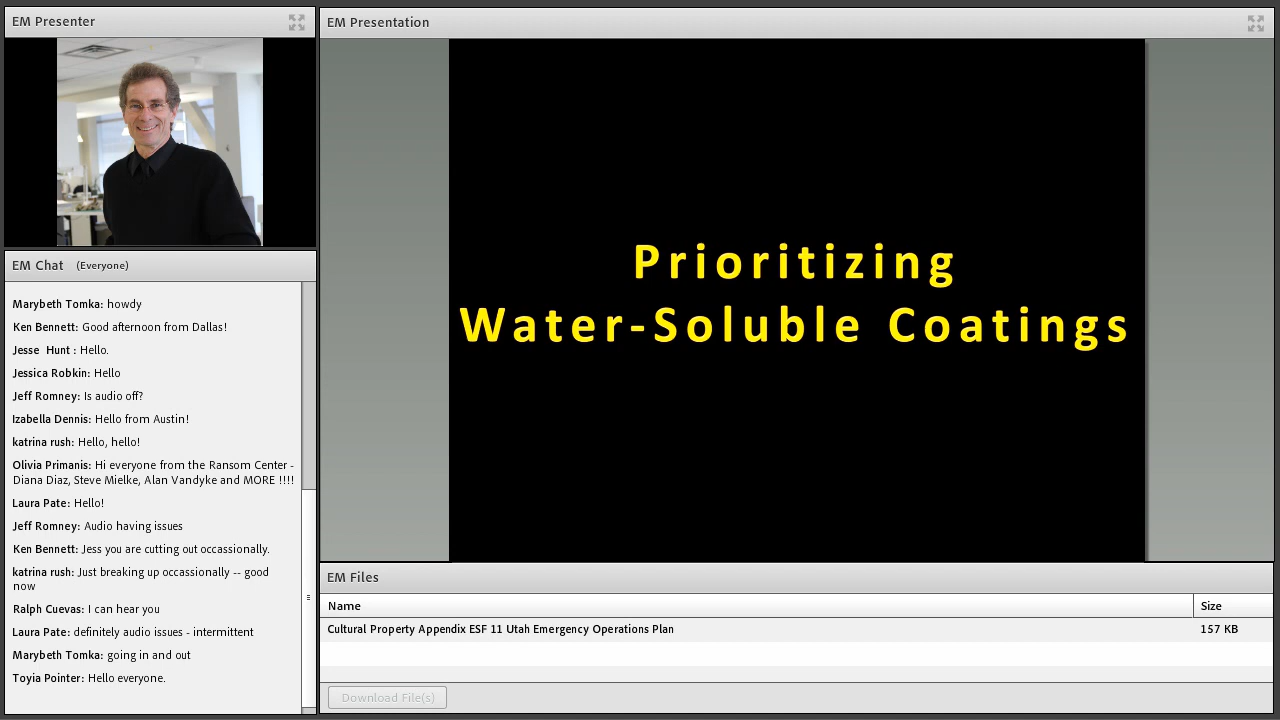 EM Presenter
EM Chat (Everyone)
Marybeth Tomka: howdy
Ken Bennett: Good afternoon from Dallas!
Jesse Hunt : Hello.
Jessica Robkin: Hello
Jeff Romney: Is audio off?
Izabella Dennis: Hello from Austin!
katrina rush: Hello, hello!
Olivia Primanis: Hi everyone from the Ransom Center -
Diana Diaz, Steve Mielke, Alan Vandyke and MORE !!!!
Laura Pate: Hello!
Jeff Romney: Audio having issues
Ken Bennett: Jess you are cutting out occassionally.
katrina rush: Just breaking up occassionally -- good
now
Ralph Cuevas: I can hear you
Laura Pate: definitely audio issues - intermittent
Marybeth Tomka: going in and out
Toyia Pointer: Hello everyone.
EM Presentation
Prioritizing
Water-Soluble Coatings
EM Files
Name Size
Cultural Property Appendix ESF 11 Utah Emergency Operations Plan 157 KB
Download File(s)